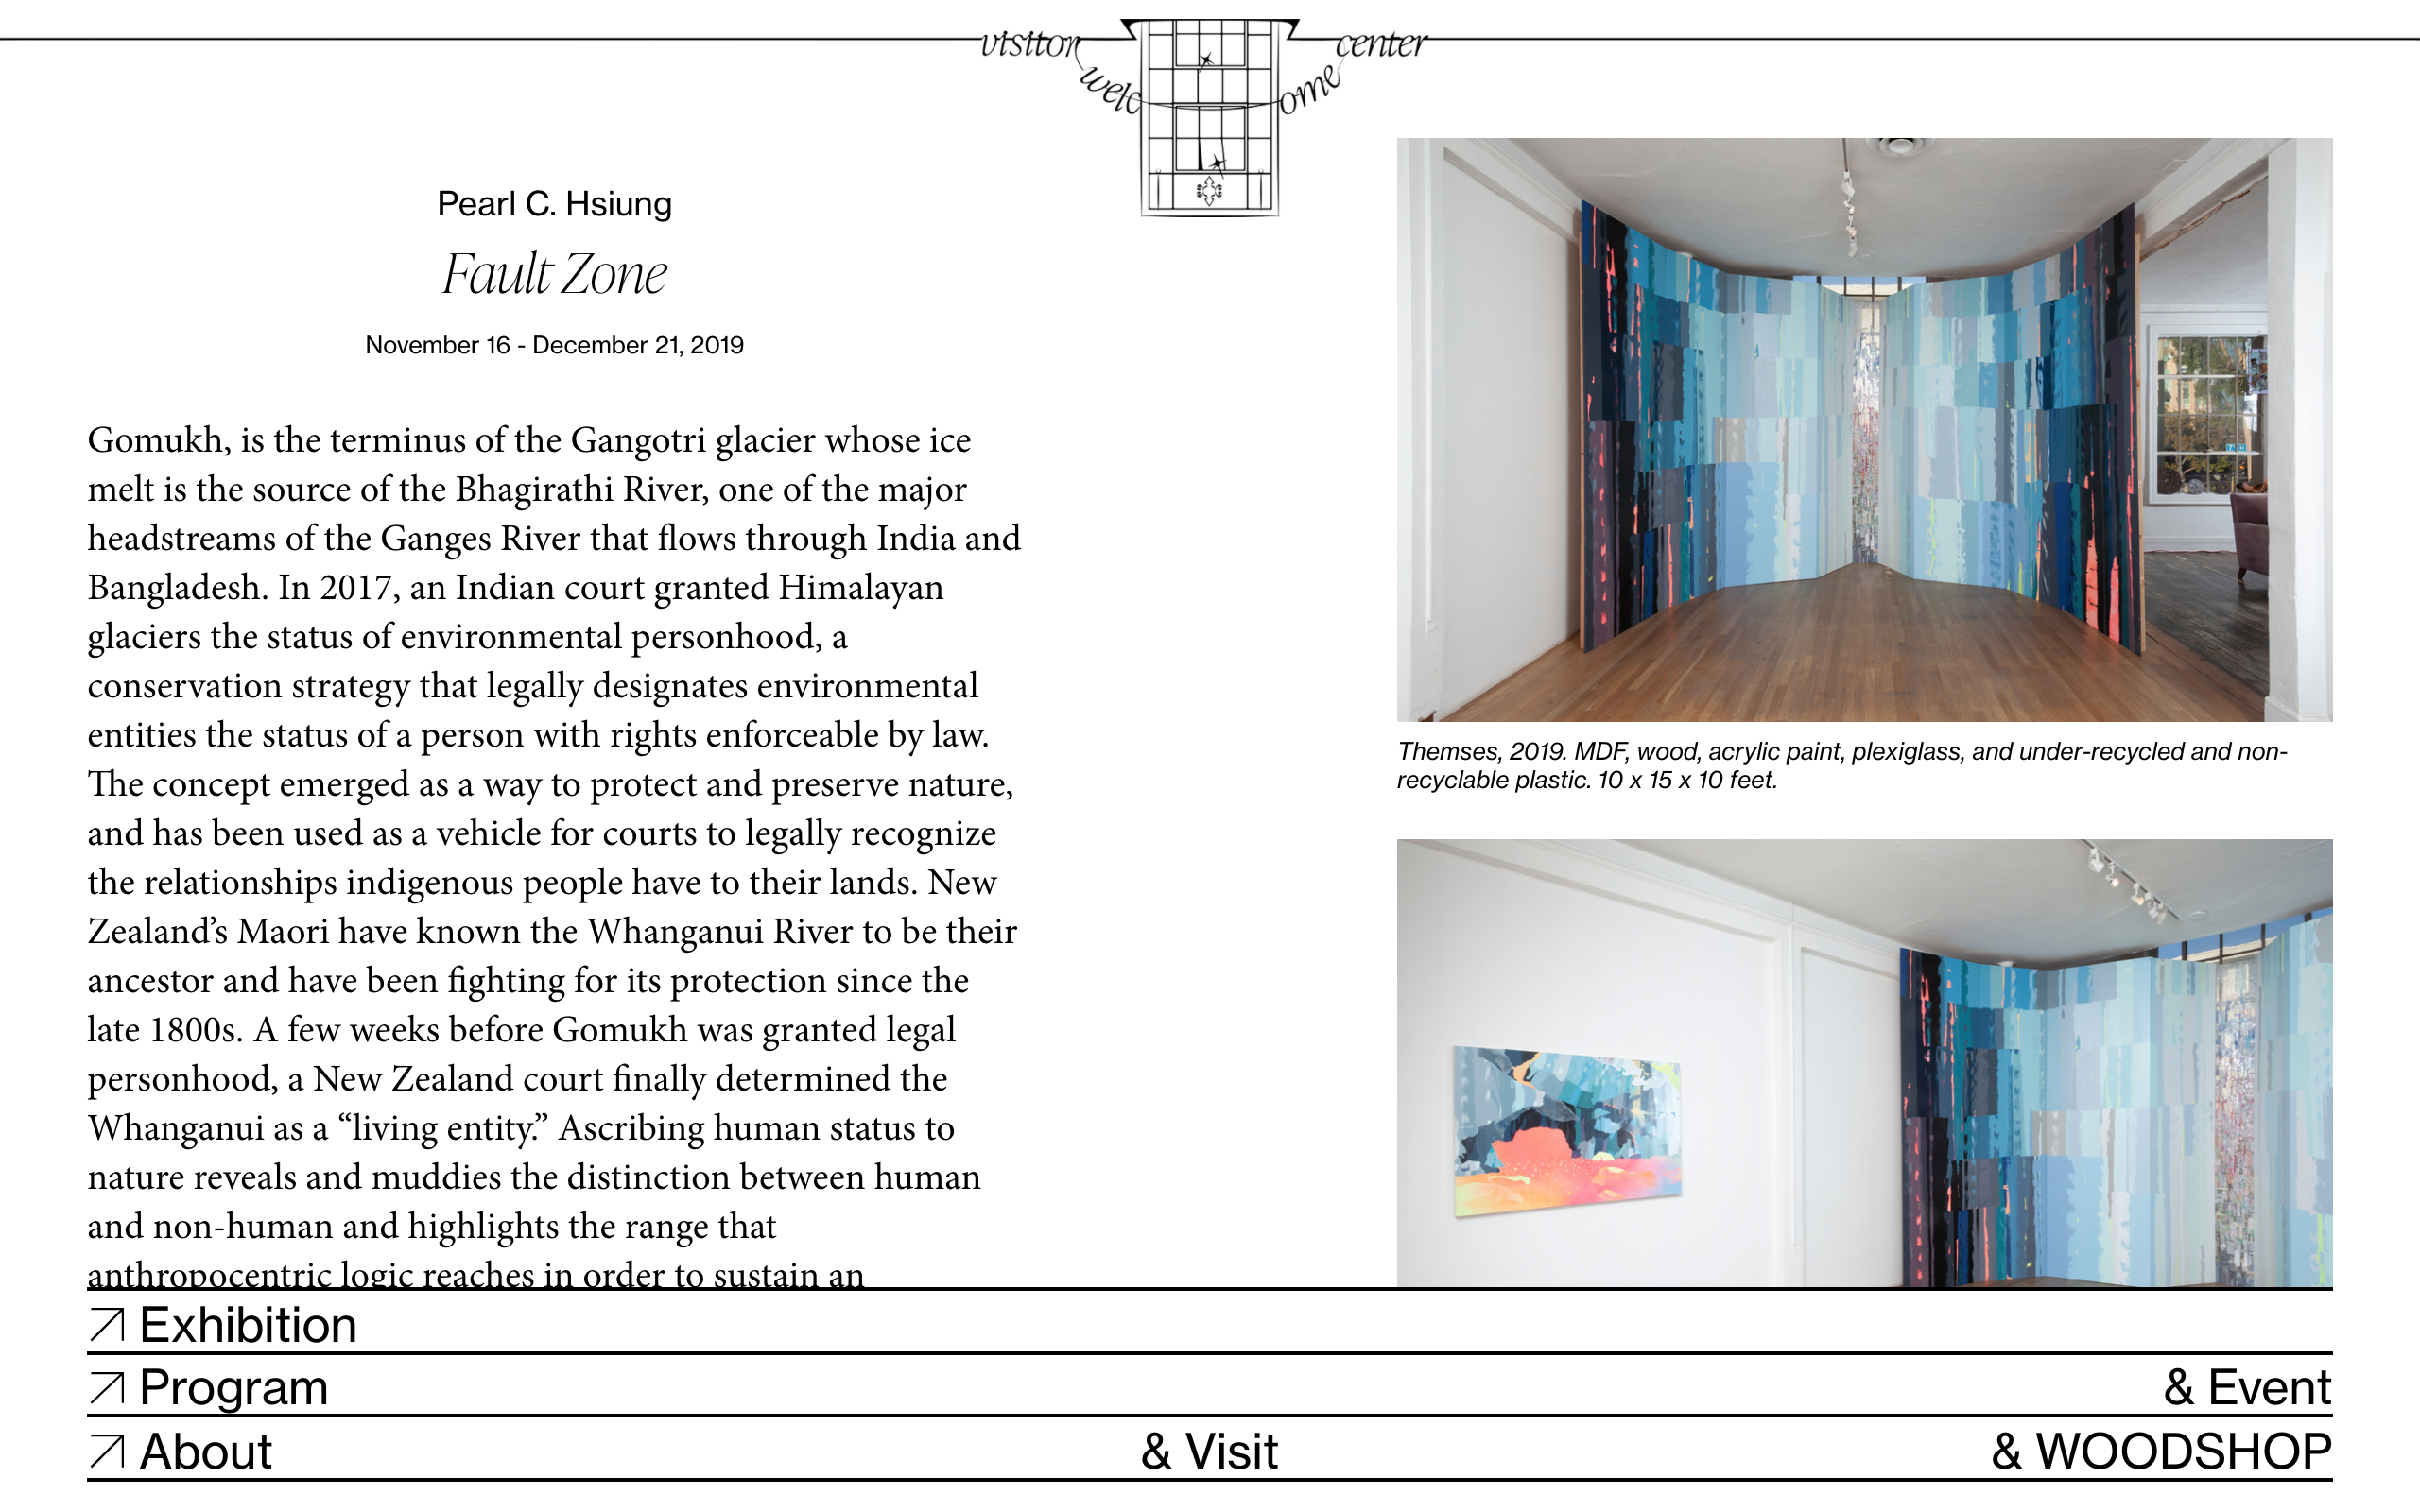 visitor welcome center
Pearl C. Hsiung
Fault Zone
November 16 - December 21, 2019
Gomukh, is the terminus of the Gangotri glacier whose ice
melt is the source of the Bhagirathi River, one of the major
headstreams of the Ganges River that flows through India and
Bangladesh. In 2017, an Indian court granted Himalayan
glaciers the status of environmental personhood, a
conservation strategy that legally designates environmental
entities the status of a person with rights enforceable by law.
The concept emerged as a way to protect and preserve nature,
and has been used as a vehicle for courts to legally recognize
the relationships indigenous people have to their lands. New
Zealand’s Maori have known the Whanganui River to be their
ancestor and have been fighting for its protection since the
late 1800s. A few weeks before Gomukh was granted legal
personhood, a New Zealand court finally determined the
Whanganui as a “living entity.” Ascribing human status to
nature reveals and muddies the distinction between human
and non-human and highlights the range that
anthropocentric logic reaches in order to sustain an
Themses, 2019. MDF, wood, acrylic paint, plexiglass, and under-recycled and non-
recyclable plastic. 10 x 15 x 10 feet.
Exhibition
Program & Event
About & Visit & WOODSHOP